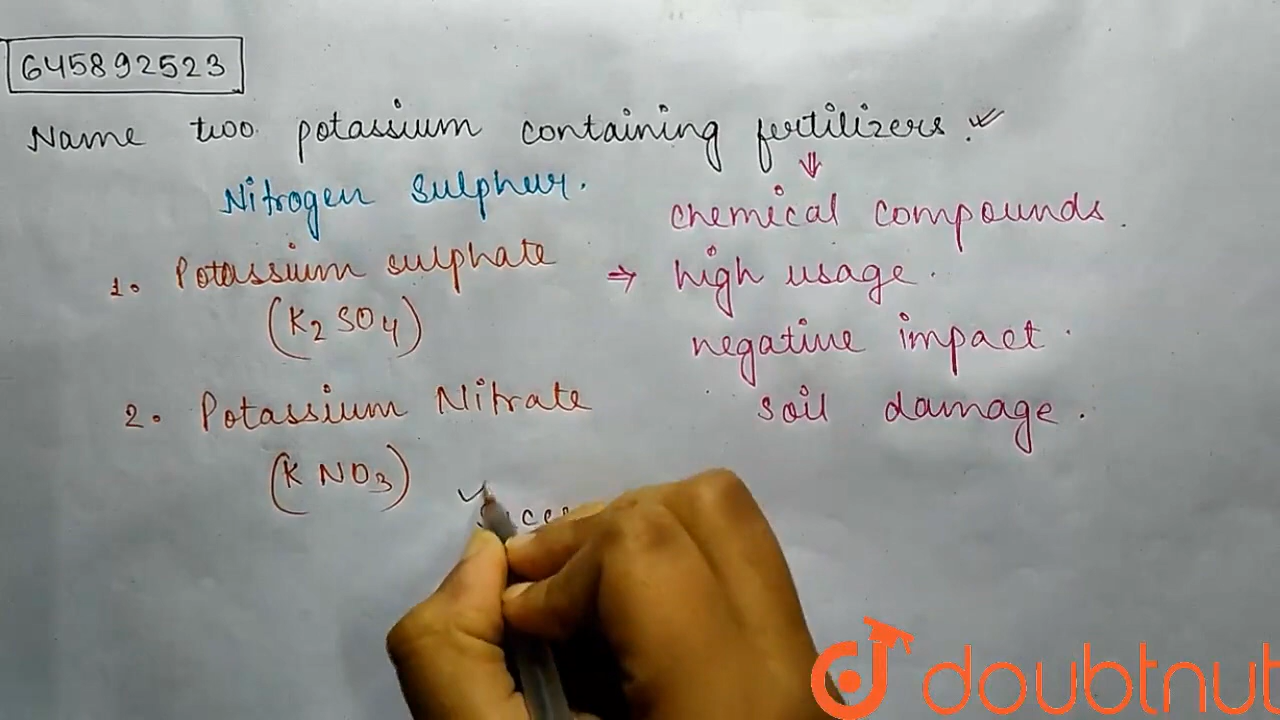 645892523
Name two potassium containing fertilizers.
Nitrogen sulphur.
chemical compounds.
1. Potassium sulphate
⇒ high usage.
(K2SO4)
negative impact.
2. Potassium Nitrate
soil damage.
(KNO3)
doubtnut